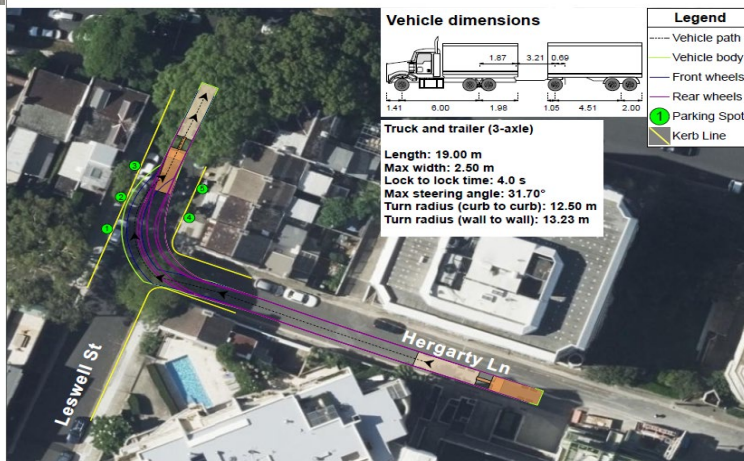 Vehicle dimensions
1.87 3.21 0.69
1.41 6.00 1.98 1.05 4.51 2.00
Truck and trailer (3-axle)
Length: 19.00 m
Max width: 2.50 m
Lock to lock time: 4.0 s
Max steering angle: 31.70°
Turn radius (curb to curb): 12.50 m
Turn radius (wall to wall): 13.23 m
Legend
Vehicle path
Vehicle body
Front wheels
Rear wheels
1 Parking Spot
Kerb Line
3
2
5
1
4
Hergarty Ln
Leswell St